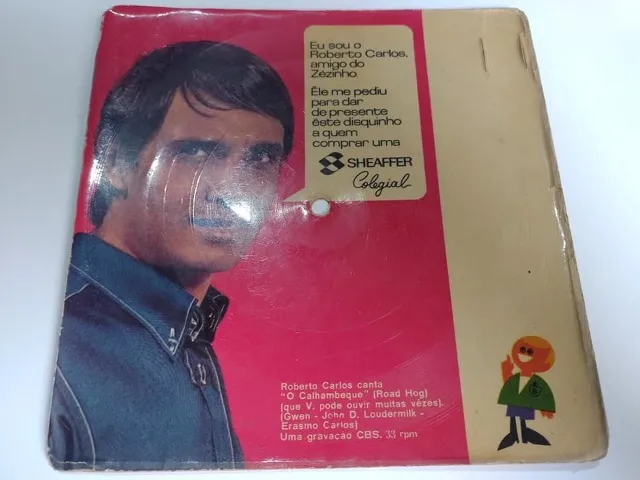 Eu sou o
Roberto Carlos,
amigo do
Zézinho.
Êle me pediu
para dar
de presente
êste disquinho
a quem
comprar uma
SHEAFFER
Colegial
Roberto Carlos canta
"O Calhambeque" (Road Hog)
(que V. pode ouvir muitas vêzes).
(Gwen - John D. Loudermilk -
Erasmo Carlos)
Uma gravação CBS. 33 rpm